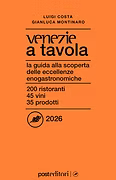 LUIGI COSTA
GIANLUCA MONTINARO
venezie
a tavola
la guida alla scoperta
delle eccellenze
enogastronomiche
200 ristoranti
45 vini
35 prodotti
2026
posteditori